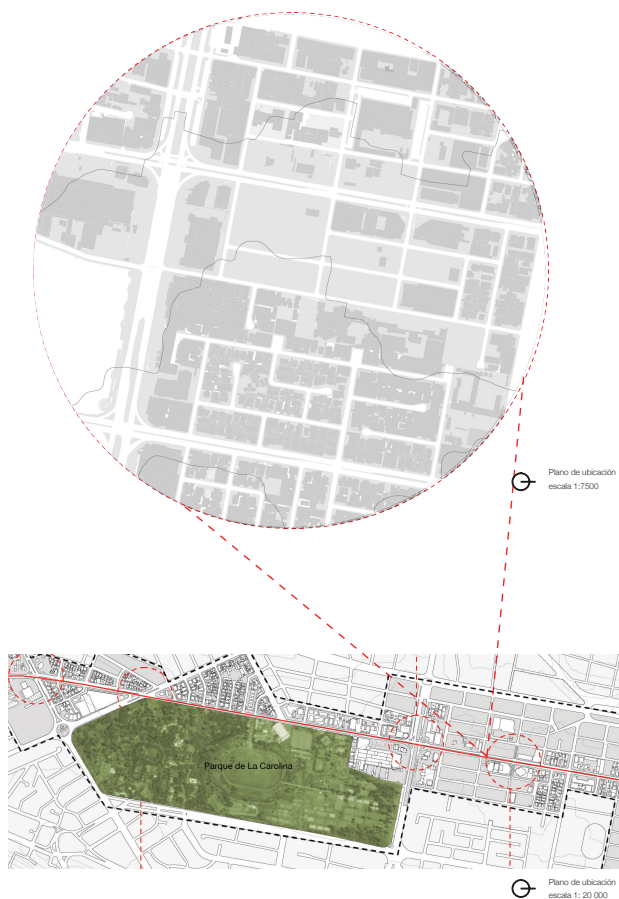 Plano de ubicación
escala 1:7500
Parque de La Carolina
Plano de ubicación
escala 1: 20 000